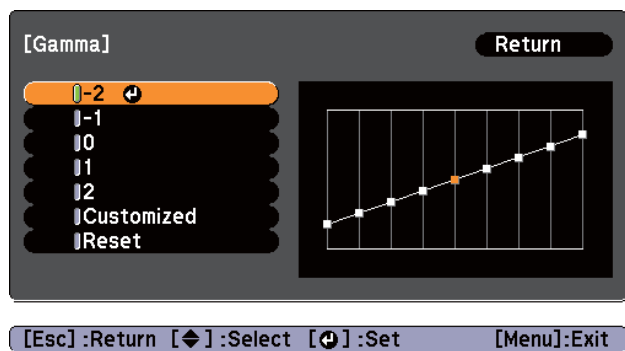 [Gamma]
Return
-2
-1
0
1
2
Customized
Reset
[Esc] :Return [◆] :Select [↵] :Set [Menu]:Exit